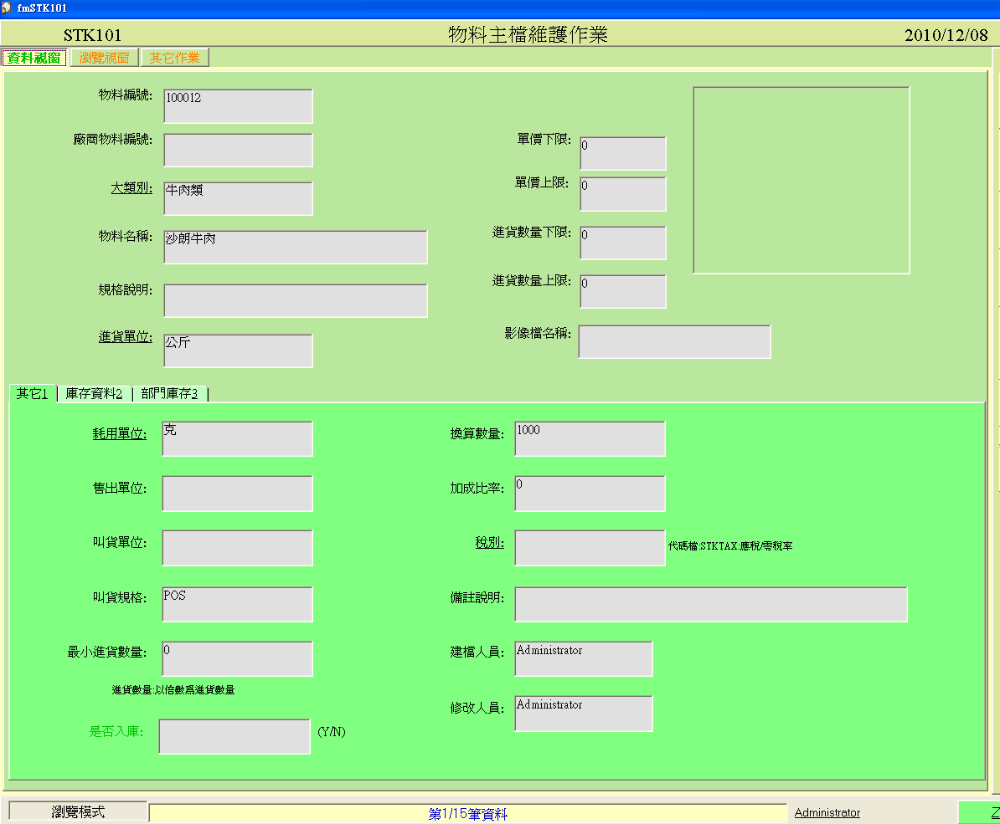 fmSTK101
STK101 物料主檔維護作業 2010/12/08
資料視窗 瀏覽視窗 其它作業
物料編號: 100012
廠商物料編號: 單價下限: 0
大類別: 牛肉類 單價上限: 0
物料名稱: 沙朗牛肉 進貨數量下限: 0
規格說明: 進貨數量上限: 0
進貨單位: 公斤 影像檔名稱:
其它1 庫存資料2 部門庫存3
耗用單位: 克 換算數量: 1000
售出單位: 加成比率: 0
叫貨單位: 稅別: 代碼檔:STKTAX:應稅/零稅率
叫貨規格: POS 備註說明:
最小進貨數量: 0 建檔人員: Administrator
進貨數量:以倍數為進貨數量
修改人員: Administrator
是否入庫: (Y/N)
瀏覽模式 第1/15筆資料 Administrator